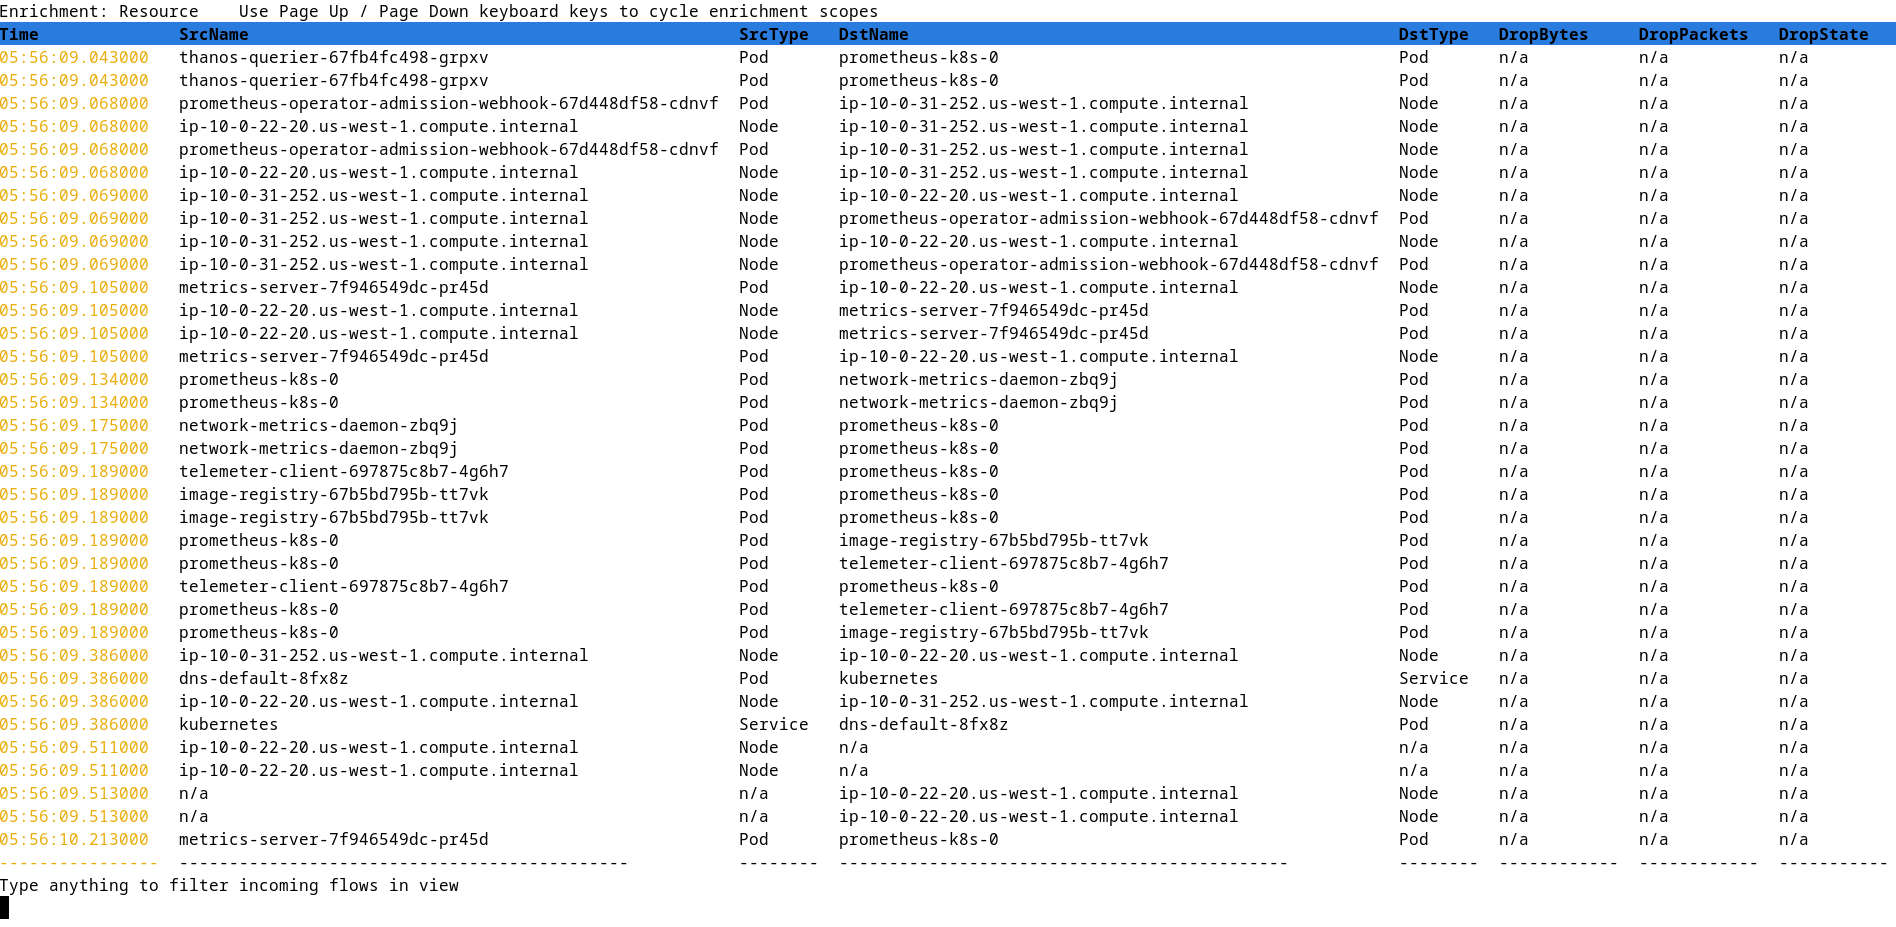 Enrichment: Resource    Use Page Up / Page Down keyboard keys to cycle enrichment scopes
Time              SrcName                                                 SrcType   DstName                                                 DstType   DropBytes     DropPackets   DropState
05:56:09.043000   thanos-querier-67fb4fc498-grpxv                         Pod       prometheus-k8s-0                                        Pod       n/a           n/a           n/a
05:56:09.043000   thanos-querier-67fb4fc498-grpxv                         Pod       prometheus-k8s-0                                        Pod       n/a           n/a           n/a
05:56:09.068000   prometheus-operator-admission-webhook-67d448df58-cdnvf  Pod       ip-10-0-31-252.us-west-1.compute.internal               Node      n/a           n/a           n/a
05:56:09.068000   ip-10-0-22-20.us-west-1.compute.internal                Node      ip-10-0-31-252.us-west-1.compute.internal               Node      n/a           n/a           n/a
05:56:09.068000   prometheus-operator-admission-webhook-67d448df58-cdnvf  Pod       ip-10-0-31-252.us-west-1.compute.internal               Node      n/a           n/a           n/a
05:56:09.068000   ip-10-0-22-20.us-west-1.compute.internal                Node      ip-10-0-31-252.us-west-1.compute.internal               Node      n/a           n/a           n/a
05:56:09.069000   ip-10-0-31-252.us-west-1.compute.internal               Node      ip-10-0-22-20.us-west-1.compute.internal                Node      n/a           n/a           n/a
05:56:09.069000   ip-10-0-31-252.us-west-1.compute.internal               Node      prometheus-operator-admission-webhook-67d448df58-cdnvf  Pod       n/a           n/a           n/a
05:56:09.069000   ip-10-0-31-252.us-west-1.compute.internal               Node      ip-10-0-22-20.us-west-1.compute.internal                Node      n/a           n/a           n/a
05:56:09.069000   ip-10-0-31-252.us-west-1.compute.internal               Node      prometheus-operator-admission-webhook-67d448df58-cdnvf  Pod       n/a           n/a           n/a
05:56:09.105000   metrics-server-7f946549dc-pr45d                         Pod       ip-10-0-22-20.us-west-1.compute.internal                Node      n/a           n/a           n/a
05:56:09.105000   ip-10-0-22-20.us-west-1.compute.internal                Node      metrics-server-7f946549dc-pr45d                         Pod       n/a           n/a           n/a
05:56:09.105000   ip-10-0-22-20.us-west-1.compute.internal                Node      metrics-server-7f946549dc-pr45d                         Pod       n/a           n/a           n/a
05:56:09.105000   metrics-server-7f946549dc-pr45d                         Pod       ip-10-0-22-20.us-west-1.compute.internal                Node      n/a           n/a           n/a
05:56:09.134000   prometheus-k8s-0                                        Pod       network-metrics-daemon-zbq9j                            Pod       n/a           n/a           n/a
05:56:09.134000   prometheus-k8s-0                                        Pod       network-metrics-daemon-zbq9j                            Pod       n/a           n/a           n/a
05:56:09.175000   network-metrics-daemon-zbq9j                            Pod       prometheus-k8s-0                                        Pod       n/a           n/a           n/a
05:56:09.175000   network-metrics-daemon-zbq9j                            Pod       prometheus-k8s-0                                        Pod       n/a           n/a           n/a
05:56:09.189000   telemeter-client-697875c8b7-4g6h7                       Pod       prometheus-k8s-0                                        Pod       n/a           n/a           n/a
05:56:09.189000   image-registry-67b5bd795b-tt7vk                         Pod       prometheus-k8s-0                                        Pod       n/a           n/a           n/a
05:56:09.189000   image-registry-67b5bd795b-tt7vk                         Pod       prometheus-k8s-0                                        Pod       n/a           n/a           n/a
05:56:09.189000   prometheus-k8s-0                                        Pod       image-registry-67b5bd795b-tt7vk                         Pod       n/a           n/a           n/a
05:56:09.189000   prometheus-k8s-0                                        Pod       telemeter-client-697875c8b7-4g6h7                       Pod       n/a           n/a           n/a
05:56:09.189000   telemeter-client-697875c8b7-4g6h7                       Pod       prometheus-k8s-0                                        Pod       n/a           n/a           n/a
05:56:09.189000   prometheus-k8s-0                                        Pod       telemeter-client-697875c8b7-4g6h7                       Pod       n/a           n/a           n/a
05:56:09.189000   prometheus-k8s-0                                        Pod       image-registry-67b5bd795b-tt7vk                         Pod       n/a           n/a           n/a
05:56:09.386000   ip-10-0-31-252.us-west-1.compute.internal               Node      ip-10-0-22-20.us-west-1.compute.internal                Node      n/a           n/a           n/a
05:56:09.386000   dns-default-8fx8z                                       Pod       kubernetes                                              Service   n/a           n/a           n/a
05:56:09.386000   ip-10-0-22-20.us-west-1.compute.internal                Node      ip-10-0-31-252.us-west-1.compute.internal               Node      n/a           n/a           n/a
05:56:09.386000   kubernetes                                              Service   dns-default-8fx8z                                       Pod       n/a           n/a           n/a
05:56:09.511000   ip-10-0-22-20.us-west-1.compute.internal                Node      n/a                                                     n/a       n/a           n/a           n/a
05:56:09.511000   ip-10-0-22-20.us-west-1.compute.internal                Node      n/a                                                     n/a       n/a           n/a           n/a
05:56:09.513000   n/a                                                     n/a       ip-10-0-22-20.us-west-1.compute.internal                Node      n/a           n/a           n/a
05:56:09.513000   n/a                                                     n/a       ip-10-0-22-20.us-west-1.compute.internal                Node      n/a           n/a           n/a
05:56:10.213000   metrics-server-7f946549dc-pr45d                         Pod       prometheus-k8s-0                                        Pod       n/a           n/a           n/a
----------------  ---------------------------------------------           --------  ---------------------------------------------           --------  ------------  ------------  -----------
Type anything to filter incoming flows in view